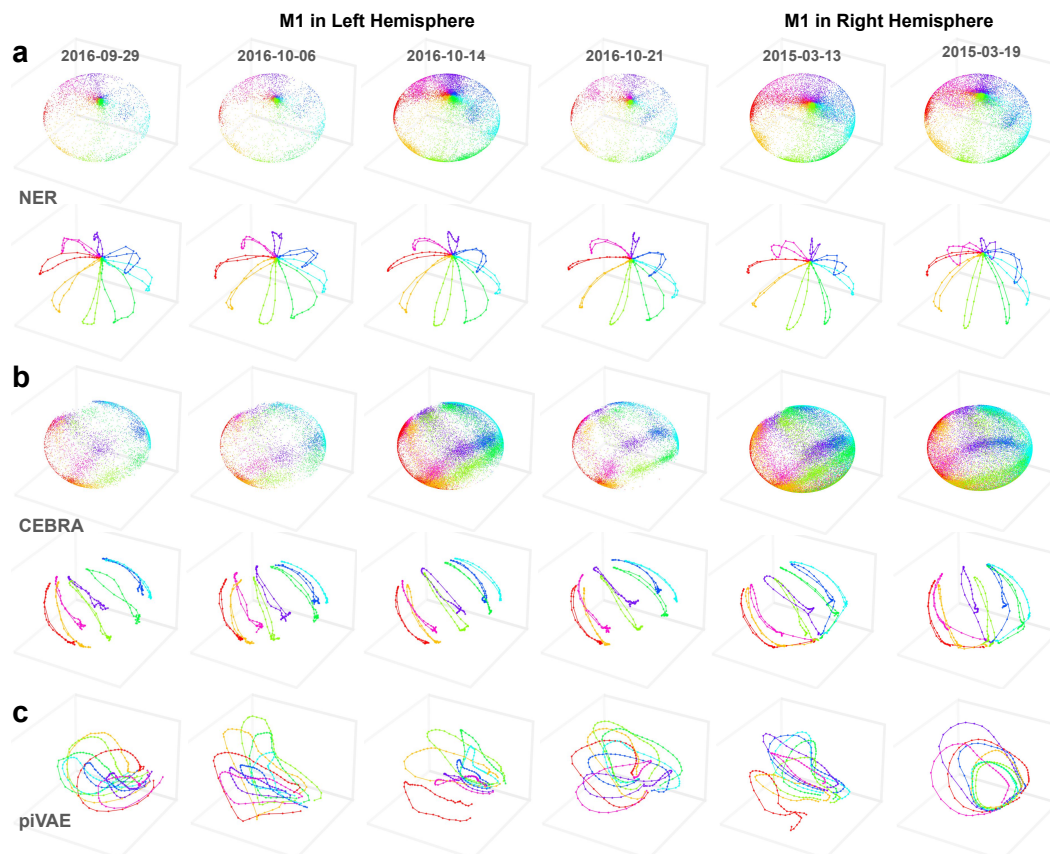 M1 in Left Hemisphere
M1 in Right Hemisphere
a
2016-09-29
2016-10-06
2016-10-14
2016-10-21
2015-03-13
2015-03-19
NER
b
CEBRA
c
piVAE